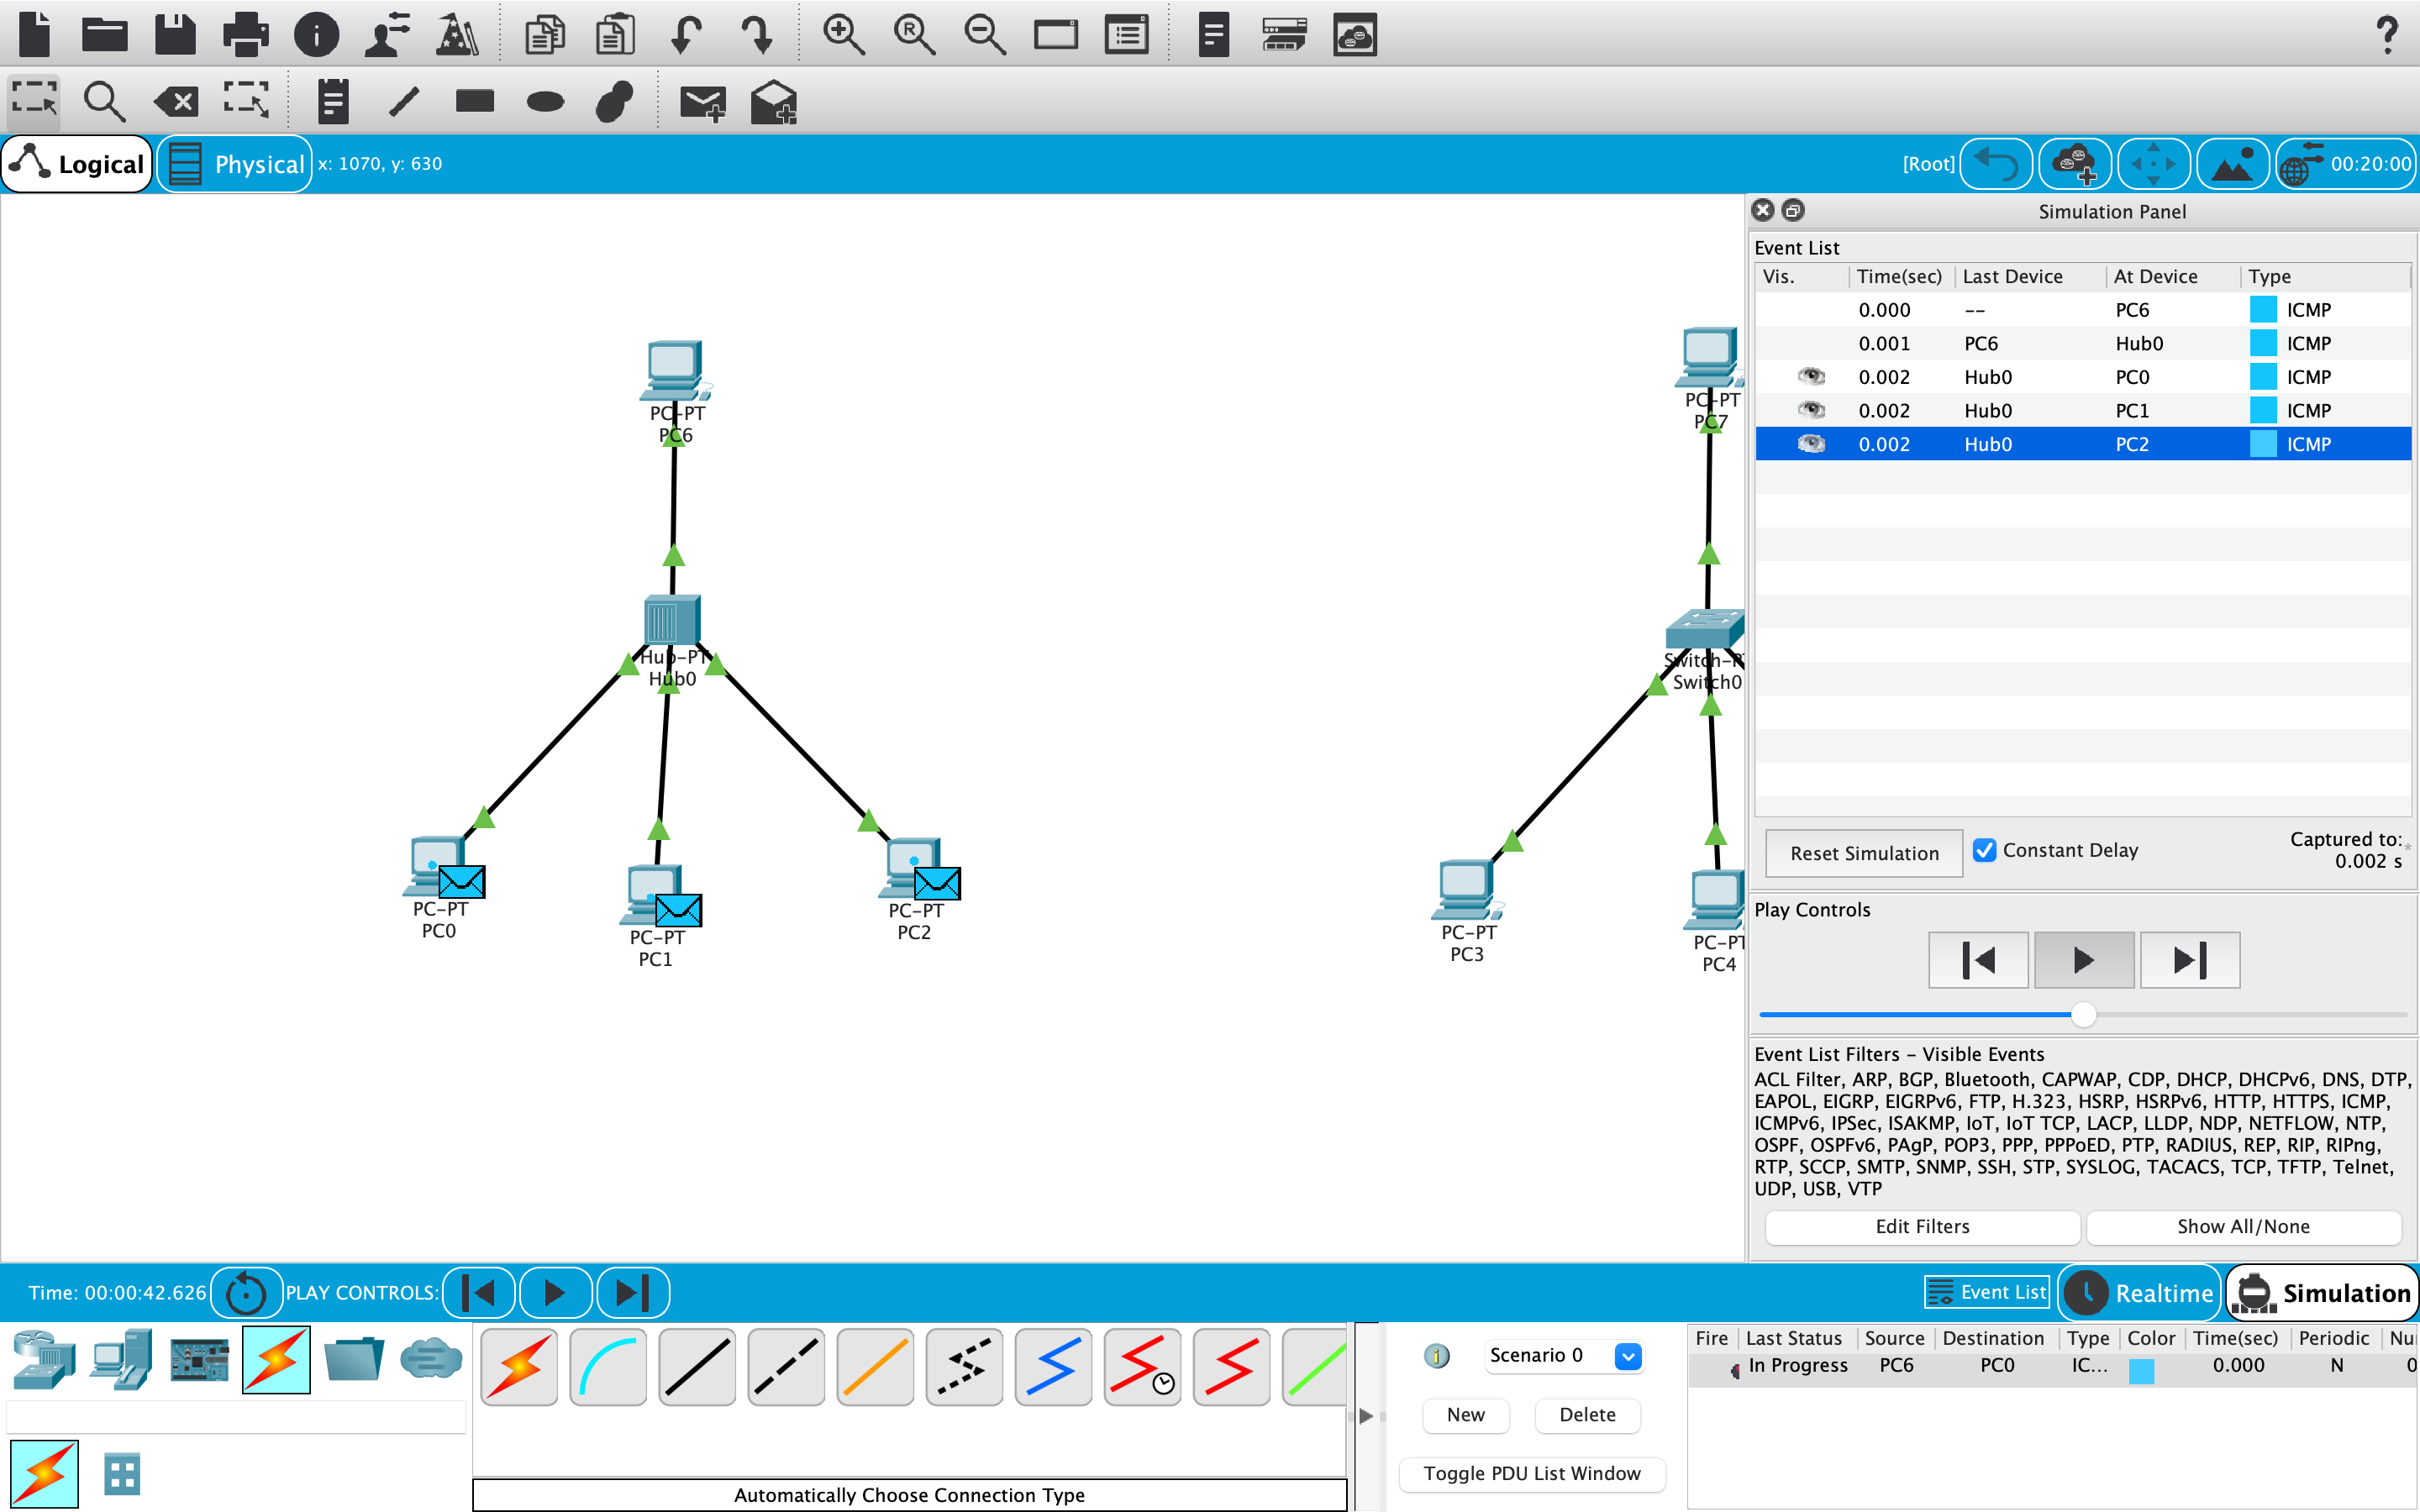 ?
Logical
Physical
x: 1070, y: 630
[Root]
00:20:00
Simulation Panel
Event List
Vis. Time(sec) Last Device At Device Type
0.000 -- PC6 ICMP
0.001 PC6 Hub0 ICMP
0.002 Hub0 PC0 ICMP
0.002 Hub0 PC1 ICMP
0.002 Hub0 PC2 ICMP
PC-PT
PC6
PC-PT
PC7
Hub-PT
Hub0
Switch-P
Switch0
PC-PT
PC0
PC-PT
PC1
PC-PT
PC2
PC-PT
PC3
PC-PT
PC4
Reset Simulation
Constant Delay
Captured to:*
0.002 s
Play Controls
Event List Filters - Visible Events
ACL Filter, ARP, BGP, Bluetooth, CAPWAP, CDP, DHCP, DHCPv6, DNS, DTP,
EAPOL, EIGRP, EIGRPv6, FTP, H.323, HSRP, HSRPv6, HTTP, HTTPS, ICMP,
ICMPv6, IPSec, ISAKMP, IoT, IoT TCP, LACP, LLDP, NDP, NETFLOW, NTP,
OSPF, OSPFv6, PAgP, POP3, PPP, PPPoED, PTP, RADIUS, REP, RIP, RIPng,
RTP, SCCP, SMTP, SNMP, SSH, STP, SYSLOG, TACACS, TCP, TFTP, Telnet,
UDP, USB, VTP
Edit Filters
Show All/None
Time: 00:00:42.626
PLAY CONTROLS:
Event List
Realtime
Simulation
Scenario 0
New
Delete
Toggle PDU List Window
Automatically Choose Connection Type
Fire Last Status Source Destination Type Color Time(sec) Periodic Nu
In Progress PC6 PC0 IC... 0.000 N 0